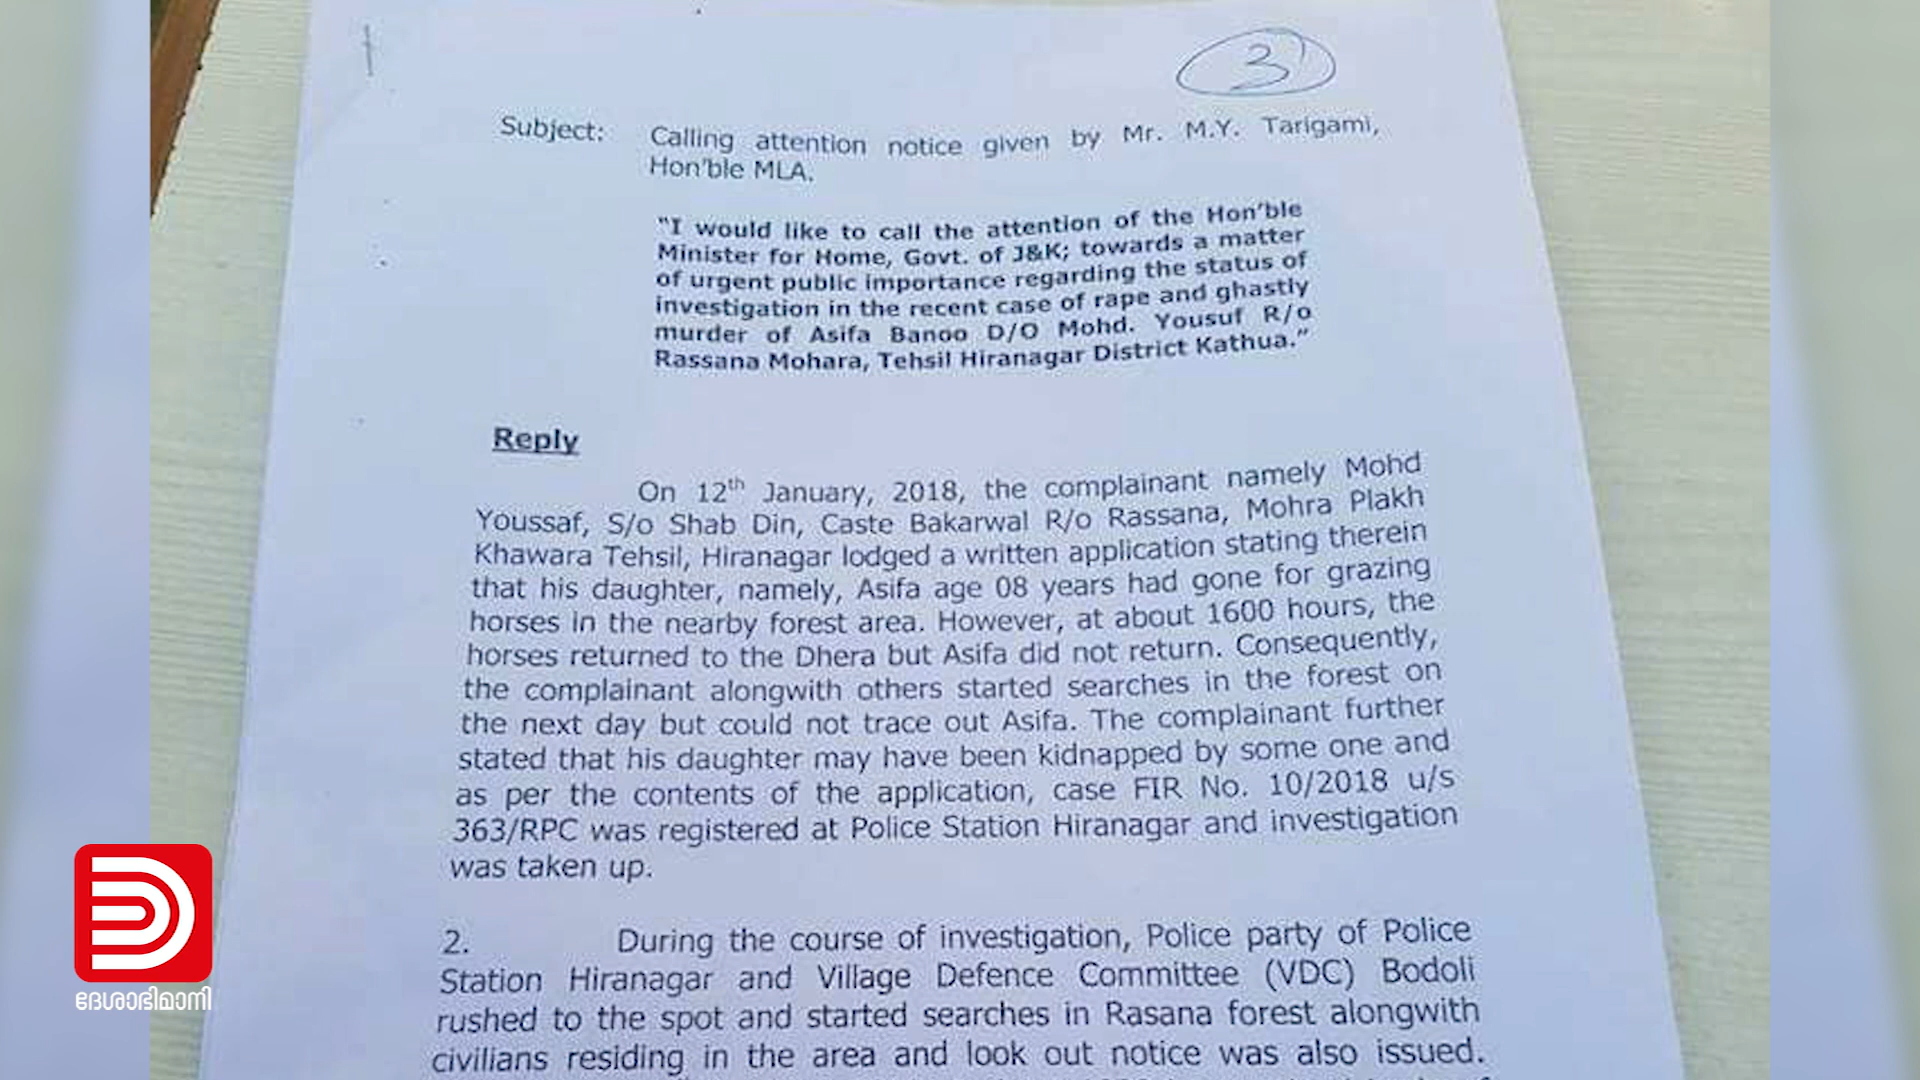 3
Subject: Calling attention notice given by Mr. M.Y. Tarigami,
Hon'ble MLA.
"I would like to call the attention of the Hon'ble
Minister for Home, Govt. of J&K; towards a matter
of urgent public importance regarding the status of
investigation in the recent case of rape and ghastly
murder of Asifa Banoo D/O Mohd. Yousuf R/o
Rassana Mohara, Tehsil Hiranagar District Kathua."
Reply
On 12th January, 2018, the complainant namely Mohd
Youssaf, S/o Shab Din, Caste Bakarwal R/o Rassana, Mohra Plakh
Khawara Tehsil, Hiranagar lodged a written application stating therein
that his daughter, namely, Asifa age 08 years had gone for grazing
horses in the nearby forest area. However, at about 1600 hours, the
horses returned to the Dhera but Asifa did not return. Consequently,
the complainant alongwith others started searches in the forest on
the next day but could not trace out Asifa. The complainant further
stated that his daughter may have been kidnapped by some one and
as per the contents of the application, case FIR No. 10/2018 u/s
363/RPC was registered at Police Station Hiranagar and investigation
was taken up.
2. During the course of investigation, Police party of Police
Station Hiranagar and Village Defence Committee (VDC) Bodoli
rushed to the spot and started searches in Rasana forest alongwith
civilians residing in the area and look out notice was also issued.
ദേശാഭിമാനി